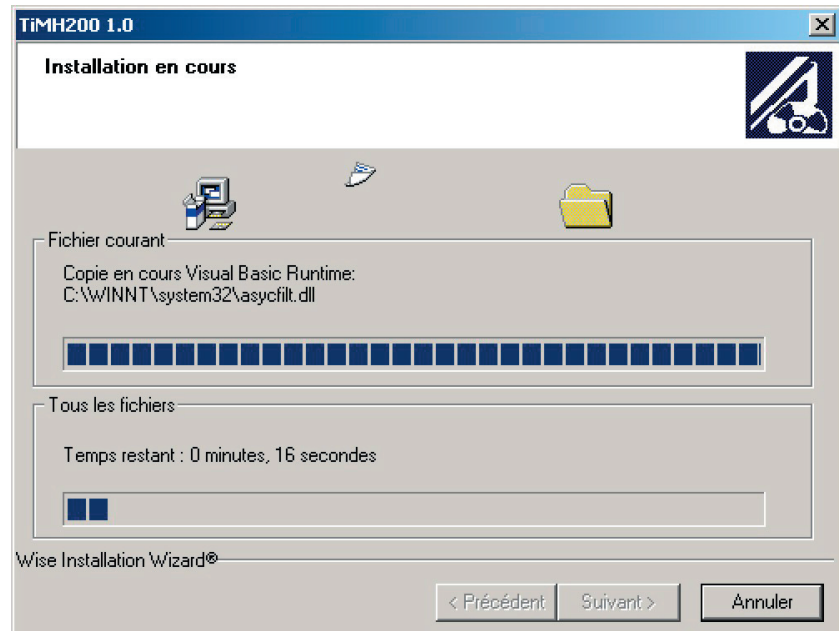 TiMH200 1.0
Installation en cours
Fichier courant
Copie en cours Visual Basic Runtime:
C:\WINNT\system32\asycfilt.dll
Tous les fichiers
Temps restant : 0 minutes, 16 secondes
Wise Installation Wizard®
< Précédent
Suivant >
Annuler